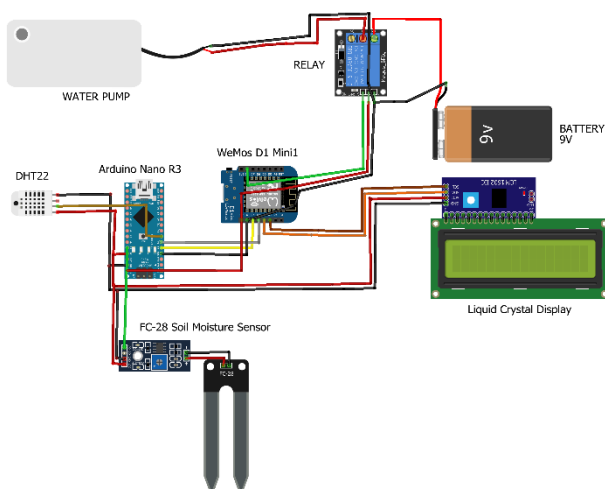 RELAY
WATER PUMP
9v
BATTERY
9V
WeMos D1 Mini1
Arduino Nano R3
DHT22
Liquid Crystal Display
FC-28 Soil Moisture Sensor
FC-28